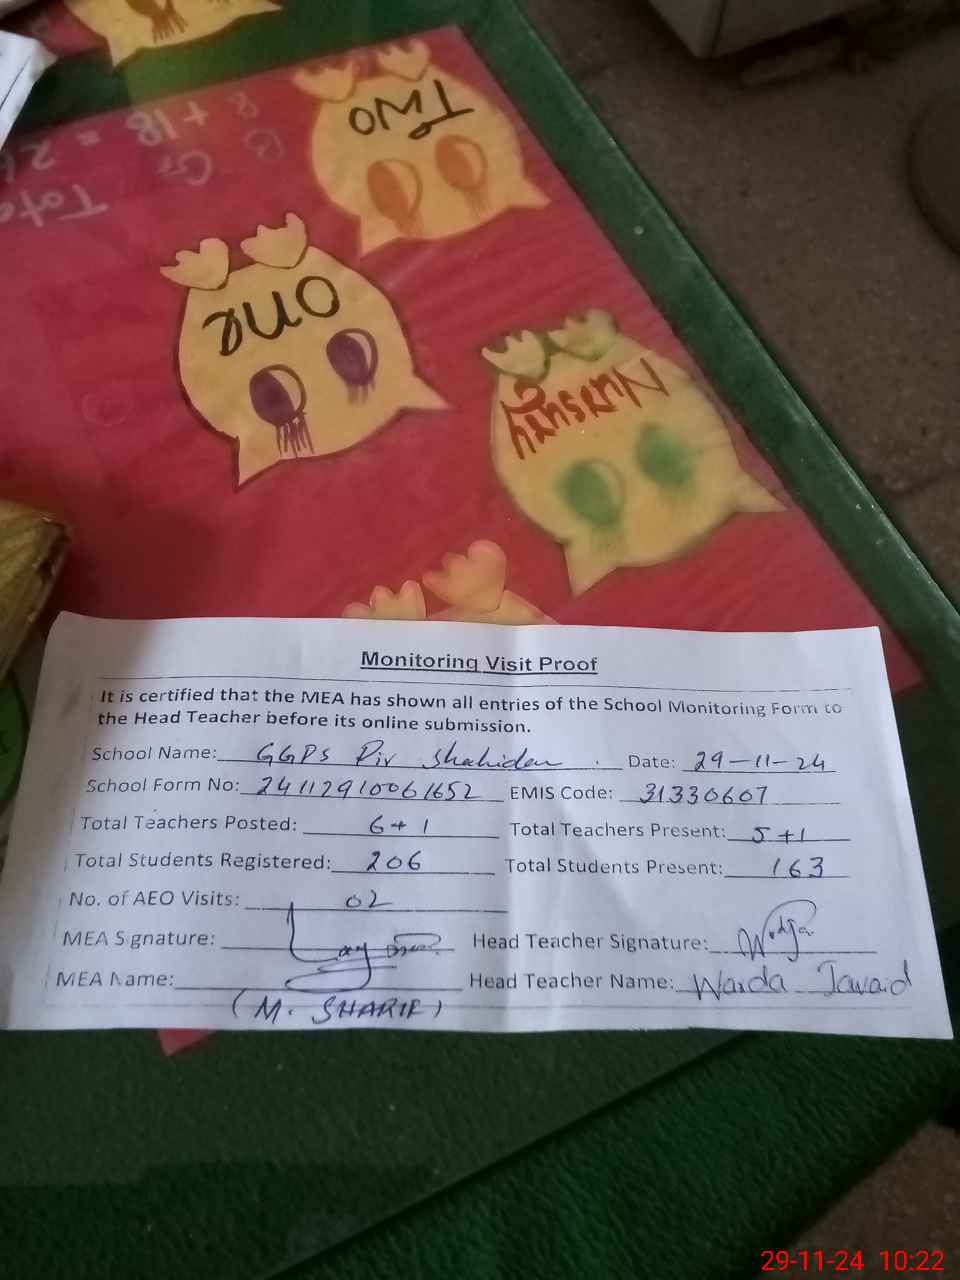 TWO
+18 =
Tota
one
Nursury
Monitoring Visit Proof
It is certified that the MEA has shown all entries of the School Monitoring Form to
the Head Teacher before its online submission.
School Name: GGPS Pir Shahidan Date: 29-11-24
School Form No: 24112910061652 EMIS Code: 31330607
Total Teachers Posted: 6+1 Total Teachers Present: 5+1
Total Students Registered: 206 Total Students Present: 163
No. of AEO Visits: 02
MEA Signature: Head Teacher Signature:
MEA Name: Head Teacher Name: Warda Javaid
(M. SHARIF)
29-11-24 10:22